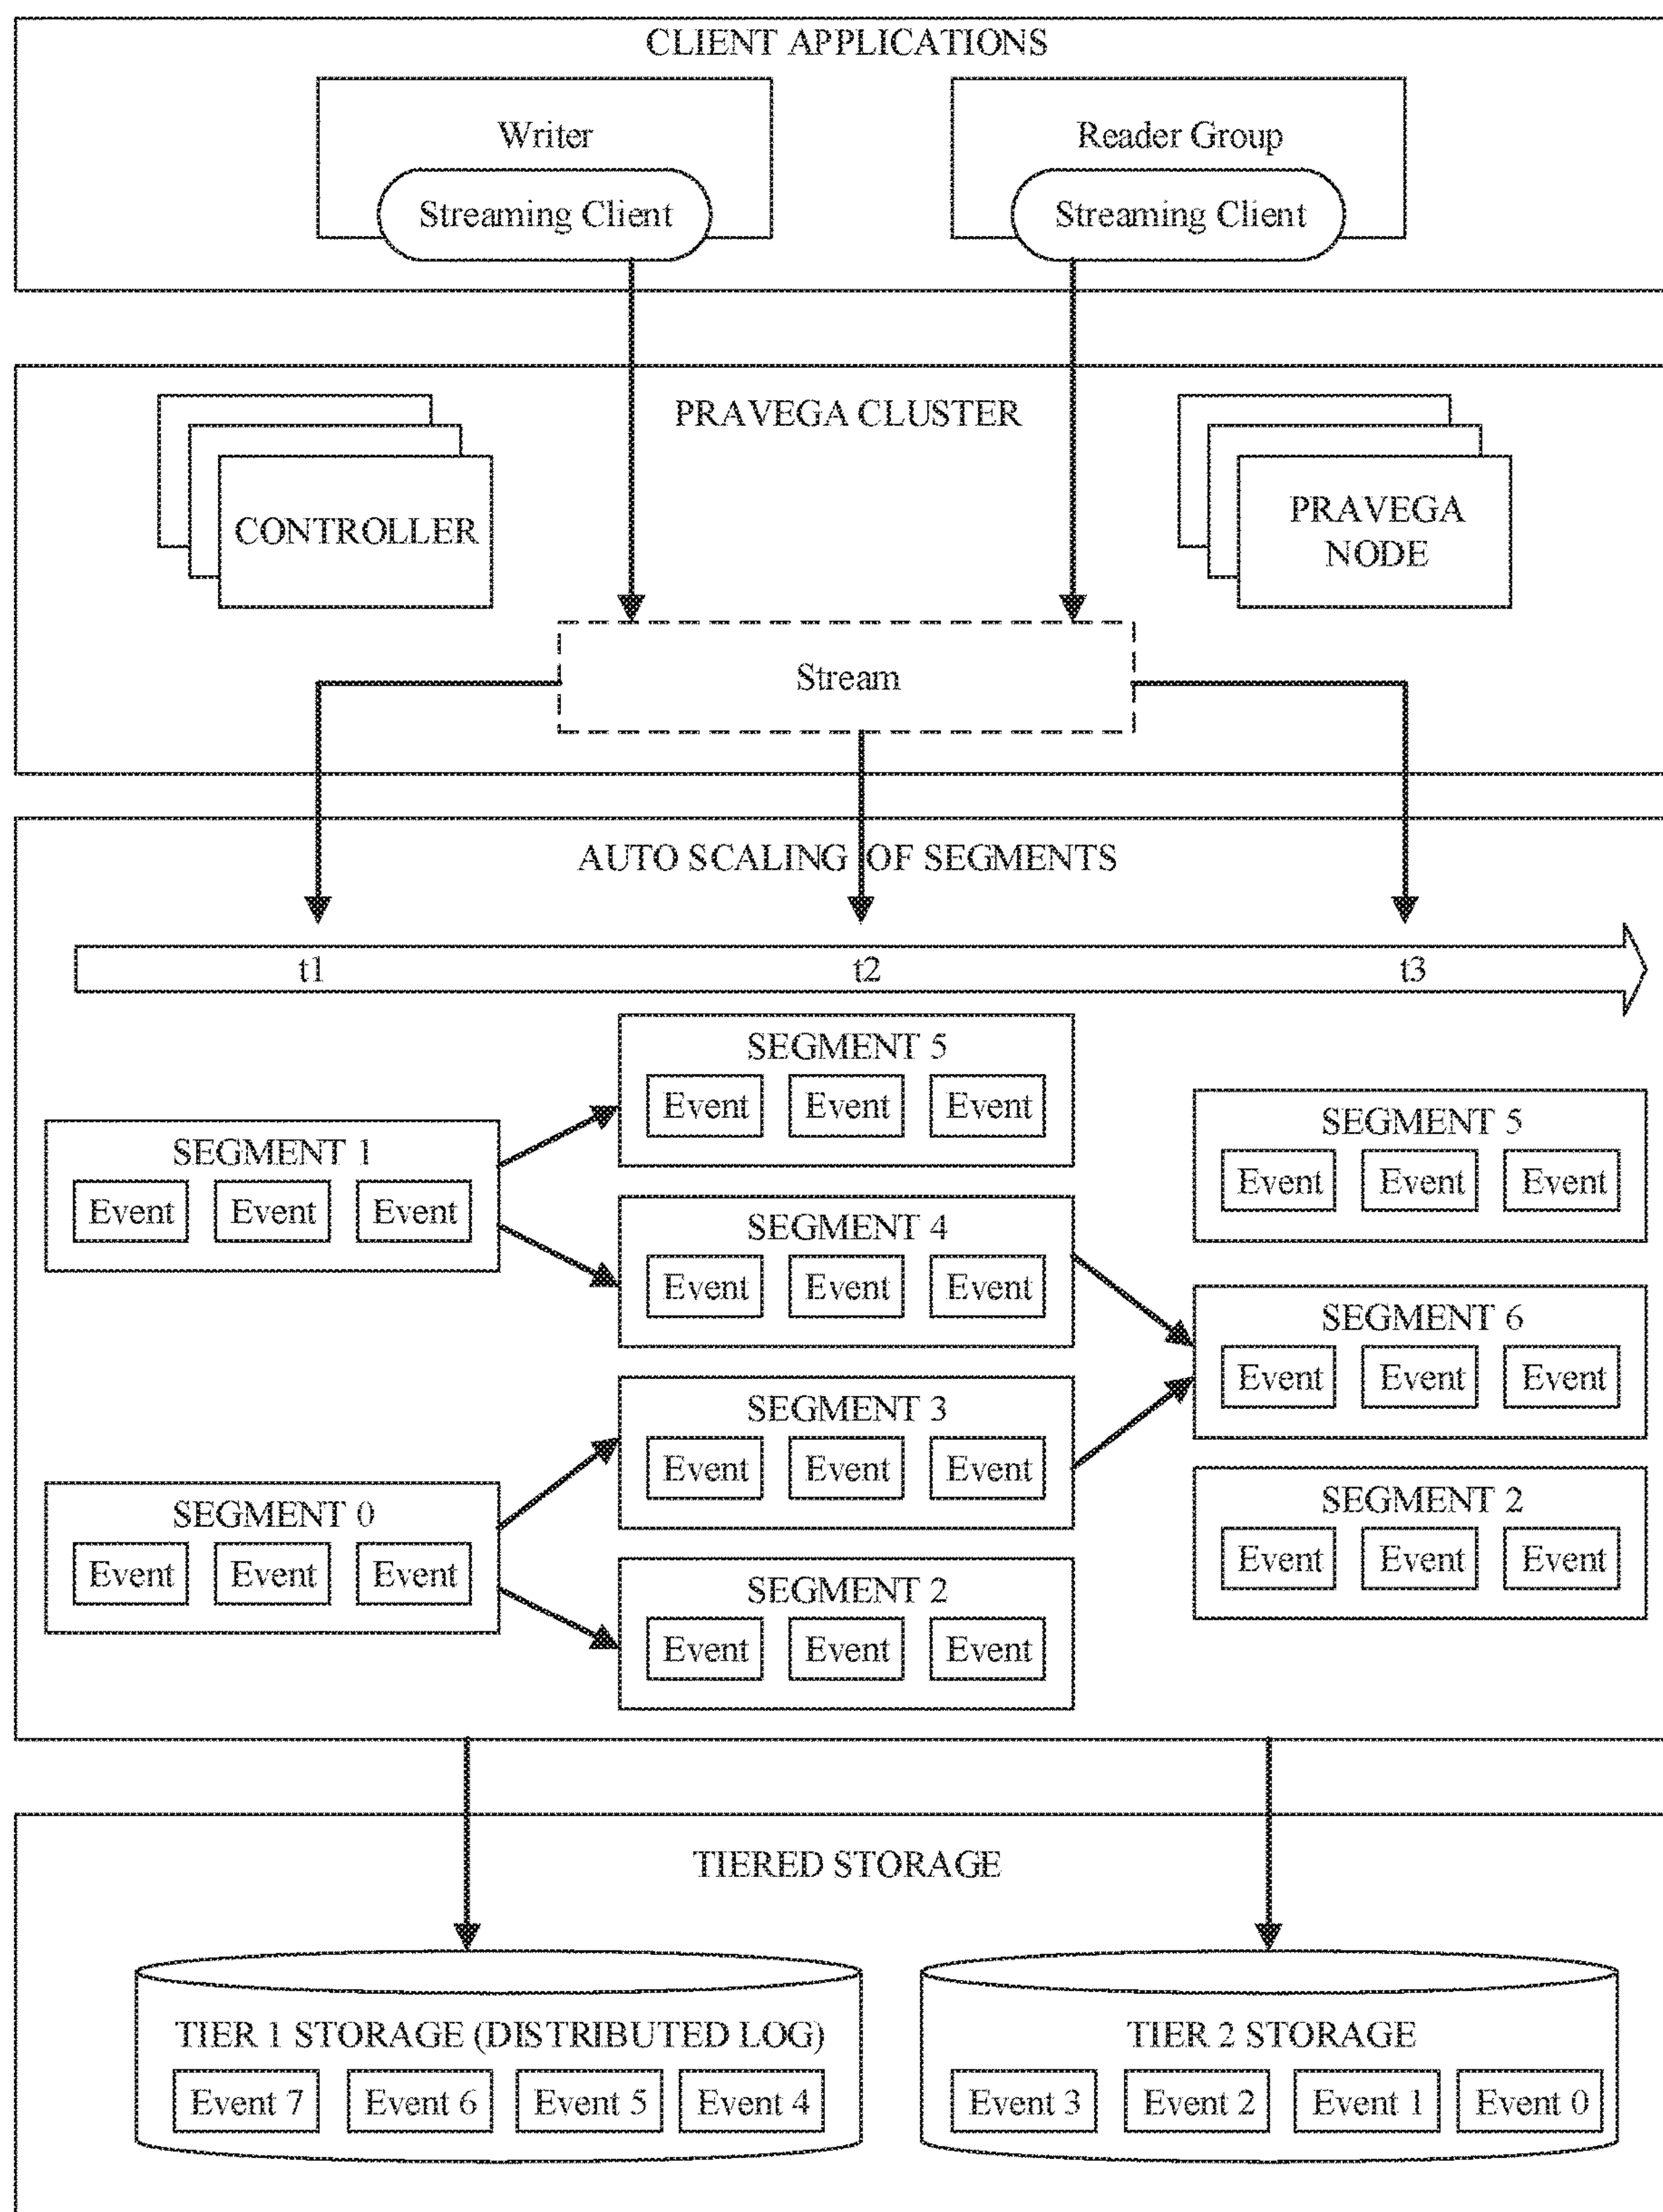 CLIENT APPLICATIONS
Writer
Streaming Client
Reader Group
Streaming Client
PRAVEGA CLUSTER
CONTROLLER
PRAVEGA
NODE
Stream
AUTO SCALING OF SEGMENTS
t1 t2 t3
SEGMENT 1
Event Event Event
SEGMENT 0
Event Event Event
SEGMENT 5
Event Event Event
SEGMENT 4
Event Event Event
SEGMENT 3
Event Event Event
SEGMENT 2
Event Event Event
SEGMENT 5
Event Event Event
SEGMENT 6
Event Event Event
SEGMENT 2
Event Event Event
TIERED STORAGE
TIER 1 STORAGE (DISTRIBUTED LOG)
Event 7 Event 6 Event 5 Event 4
TIER 2 STORAGE
Event 3 Event 2 Event 1 Event 0